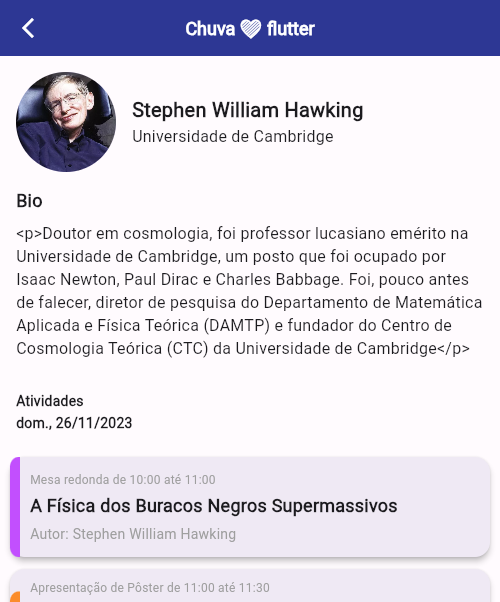 Chuva 🤍 flutter
Stephen William Hawking
Universidade de Cambridge
Bio
<p>Doutor em cosmologia, foi professor lucasiano emérito na
Universidade de Cambridge, um posto que foi ocupado por
Isaac Newton, Paul Dirac e Charles Babbage. Foi, pouco antes
de falecer, diretor de pesquisa do Departamento de Matemática
Aplicada e Física Teórica (DAMTP) e fundador do Centro de
Cosmologia Teórica (CTC) da Universidade de Cambridge</p>
Atividades
dom., 26/11/2023
Mesa redonda de 10:00 até 11:00
A Física dos Buracos Negros Supermassivos
Autor: Stephen William Hawking
Apresentação de Pôster de 11:00 até 11:30